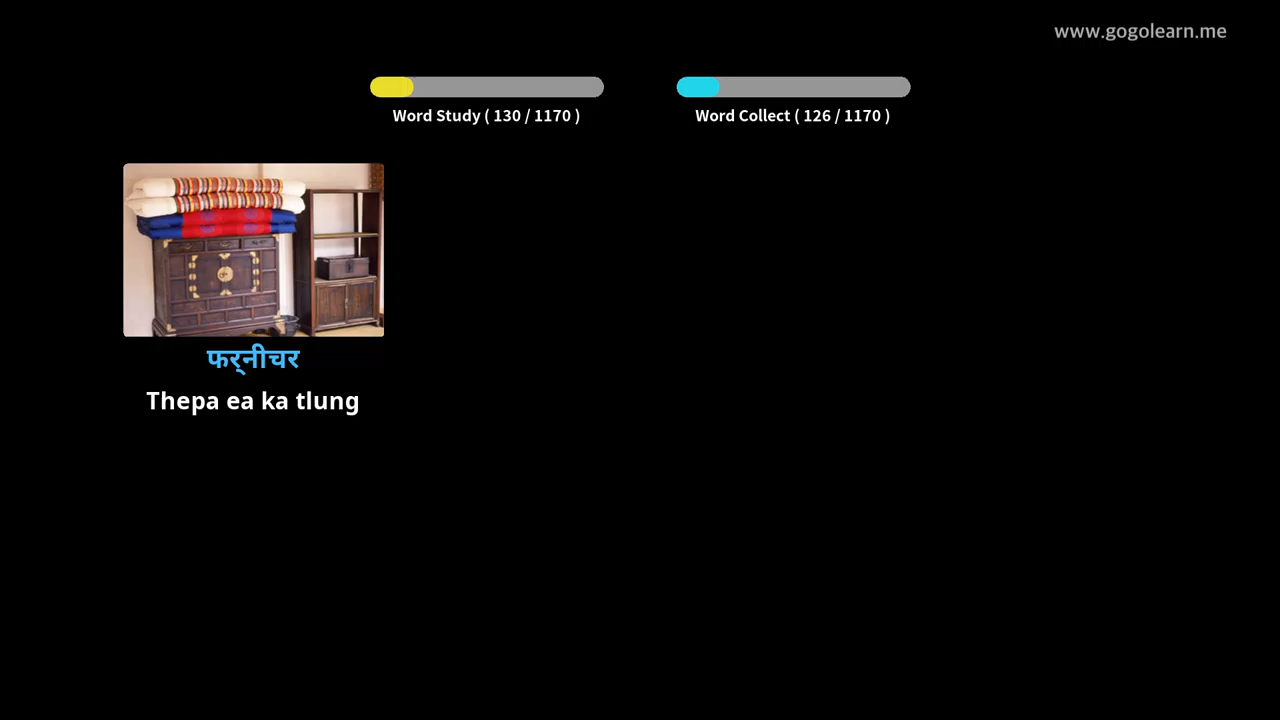 www.gogolearn.me
Word Study ( 130 / 1170 )
Word Collect ( 126 / 1170 )
फर्‌नीचर
Thepa ea ka tlung